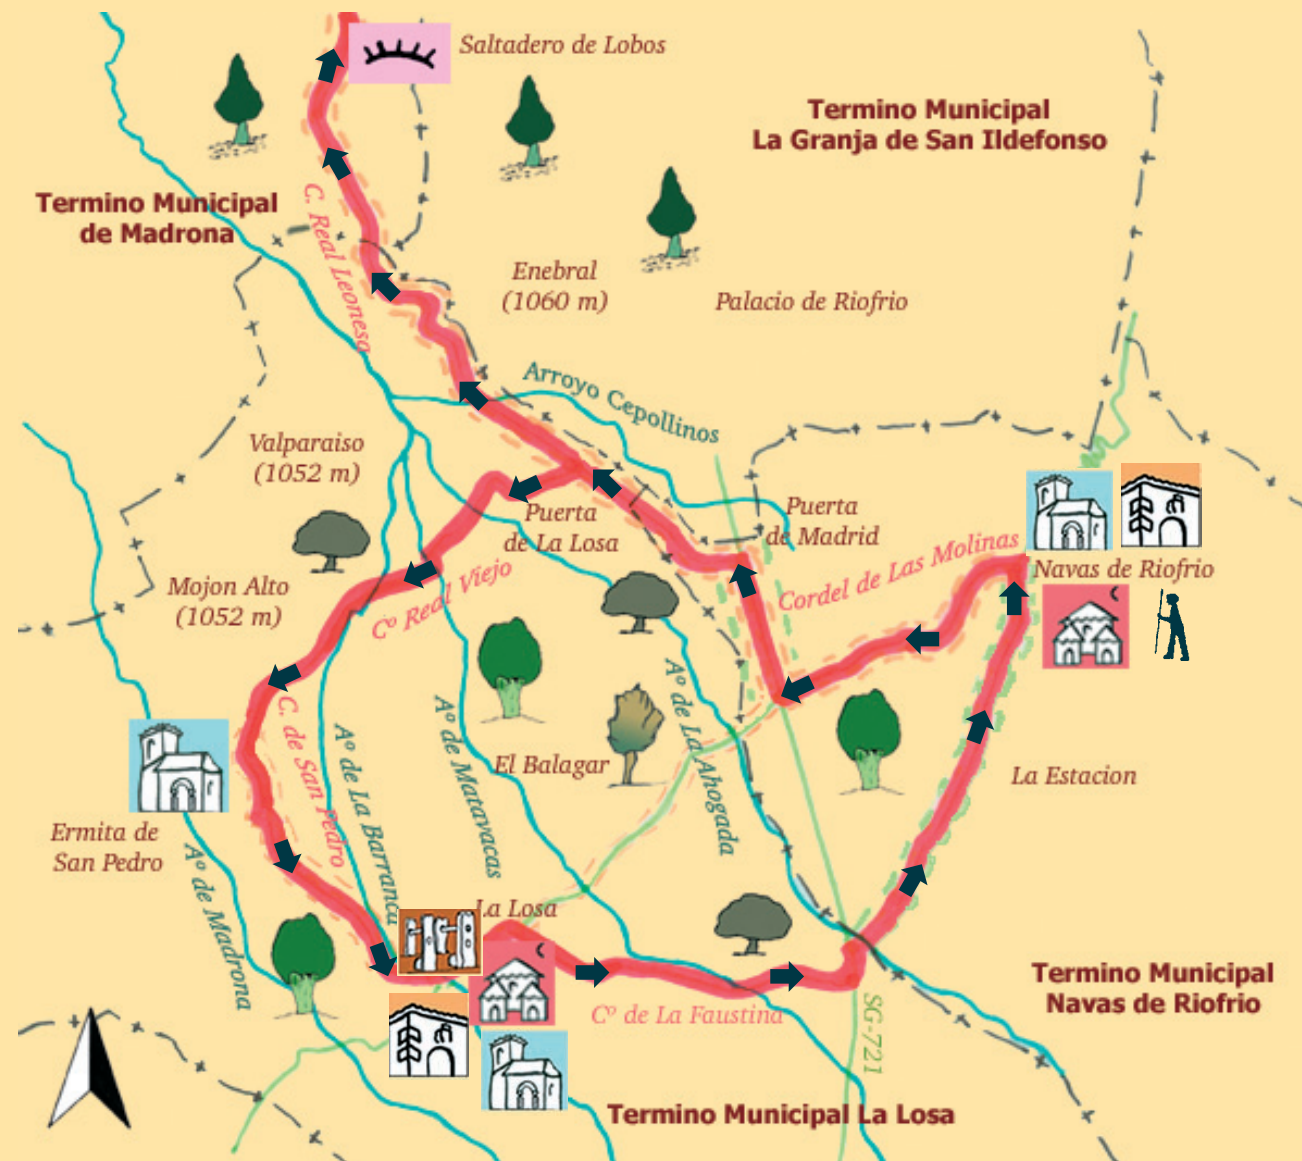 Saltadero de Lobos
Termino Municipal
La Granja de San Ildefonso
Termino Municipal
de Madrona
C. Real Leonesa
Enebral
(1060 m)
Palacio de Riofrio
Arroyo Cepollinos
Valparaiso
(1052 m)
Puerta
de La Losa
Puerta
de Madrid
Cordel de Las Molinas
Navas de Riofrio
Mojon Alto
(1052 m)
Cº Real Viejo
C. de San Pedro
Aº de La Barranca
Aº de Matavacas
El Balagar
Aº de La Ahogada
La Estacion
Ermita de
San Pedro
Aº de Madrona
La Losa
Cº de La Faustina
SG-721
Termino Municipal
Navas de Riofrio
Termino Municipal La Losa